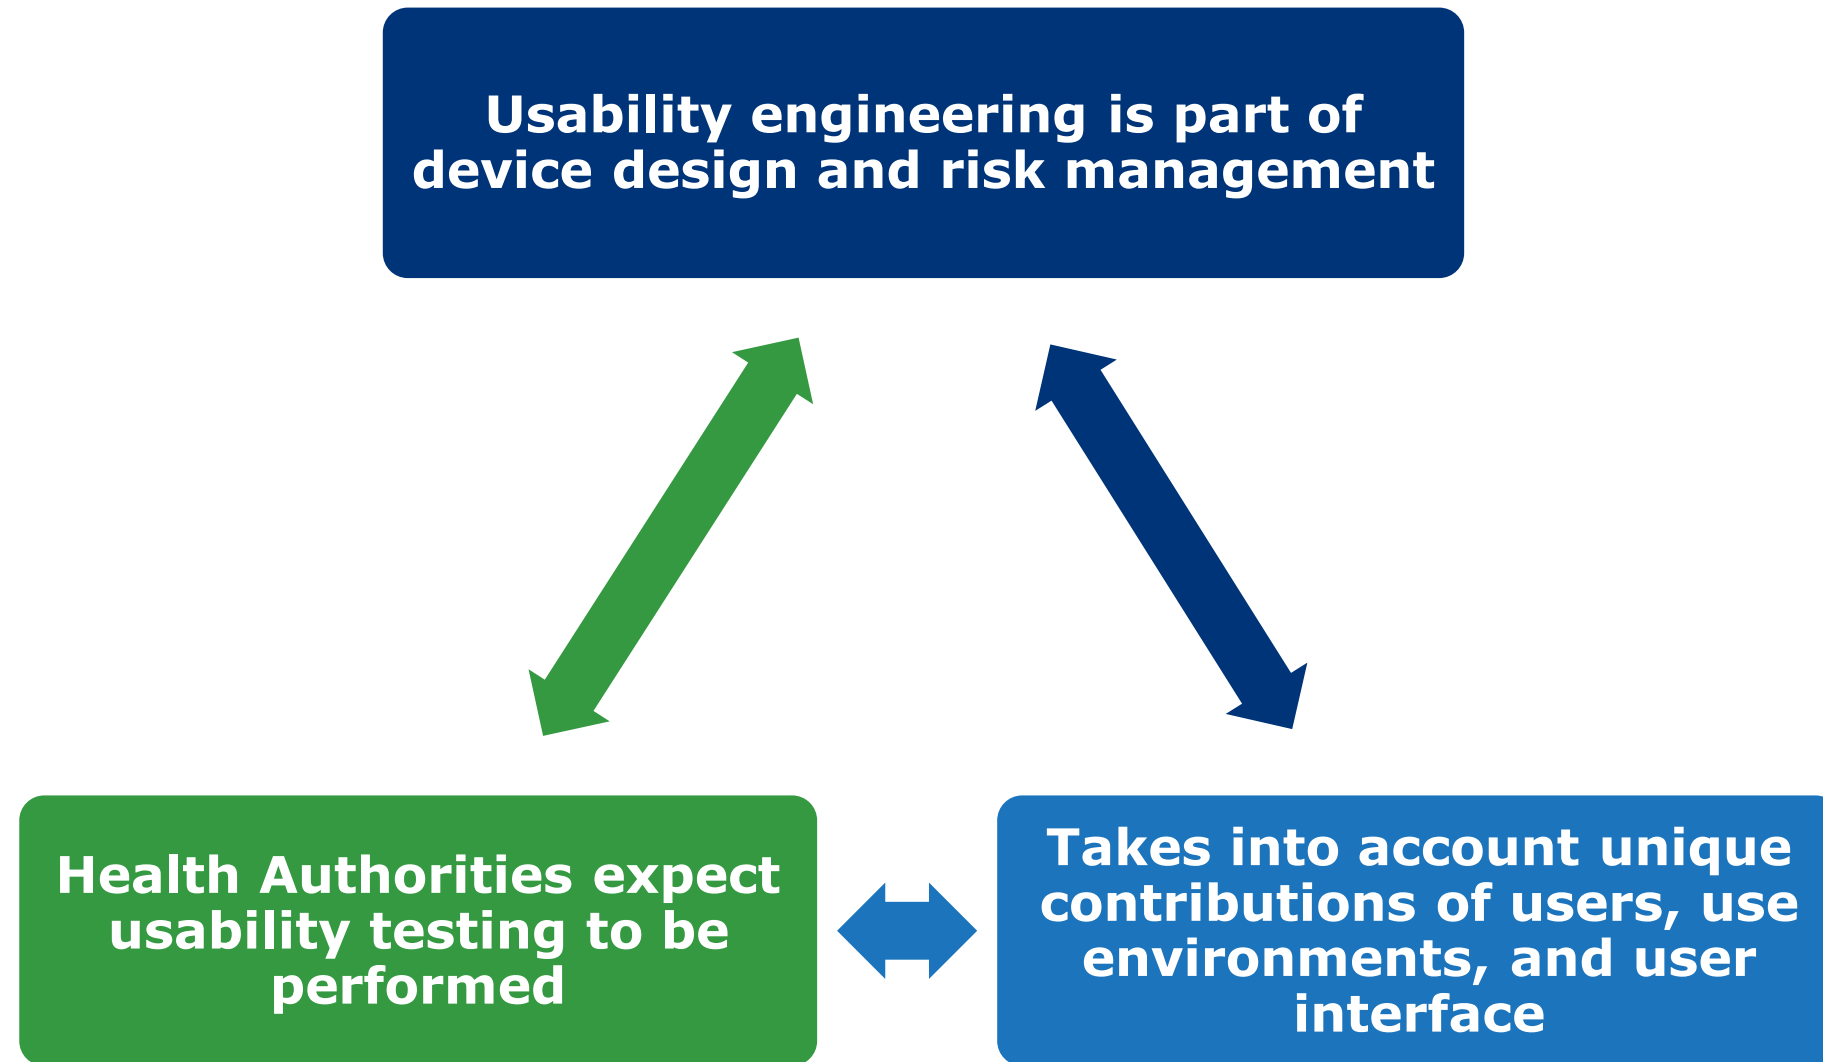 Usability engineering is part of
device design and risk management
Health Authorities expect
usability testing to be
performed
Takes into account unique
contributions of users, use
environments, and user
interface